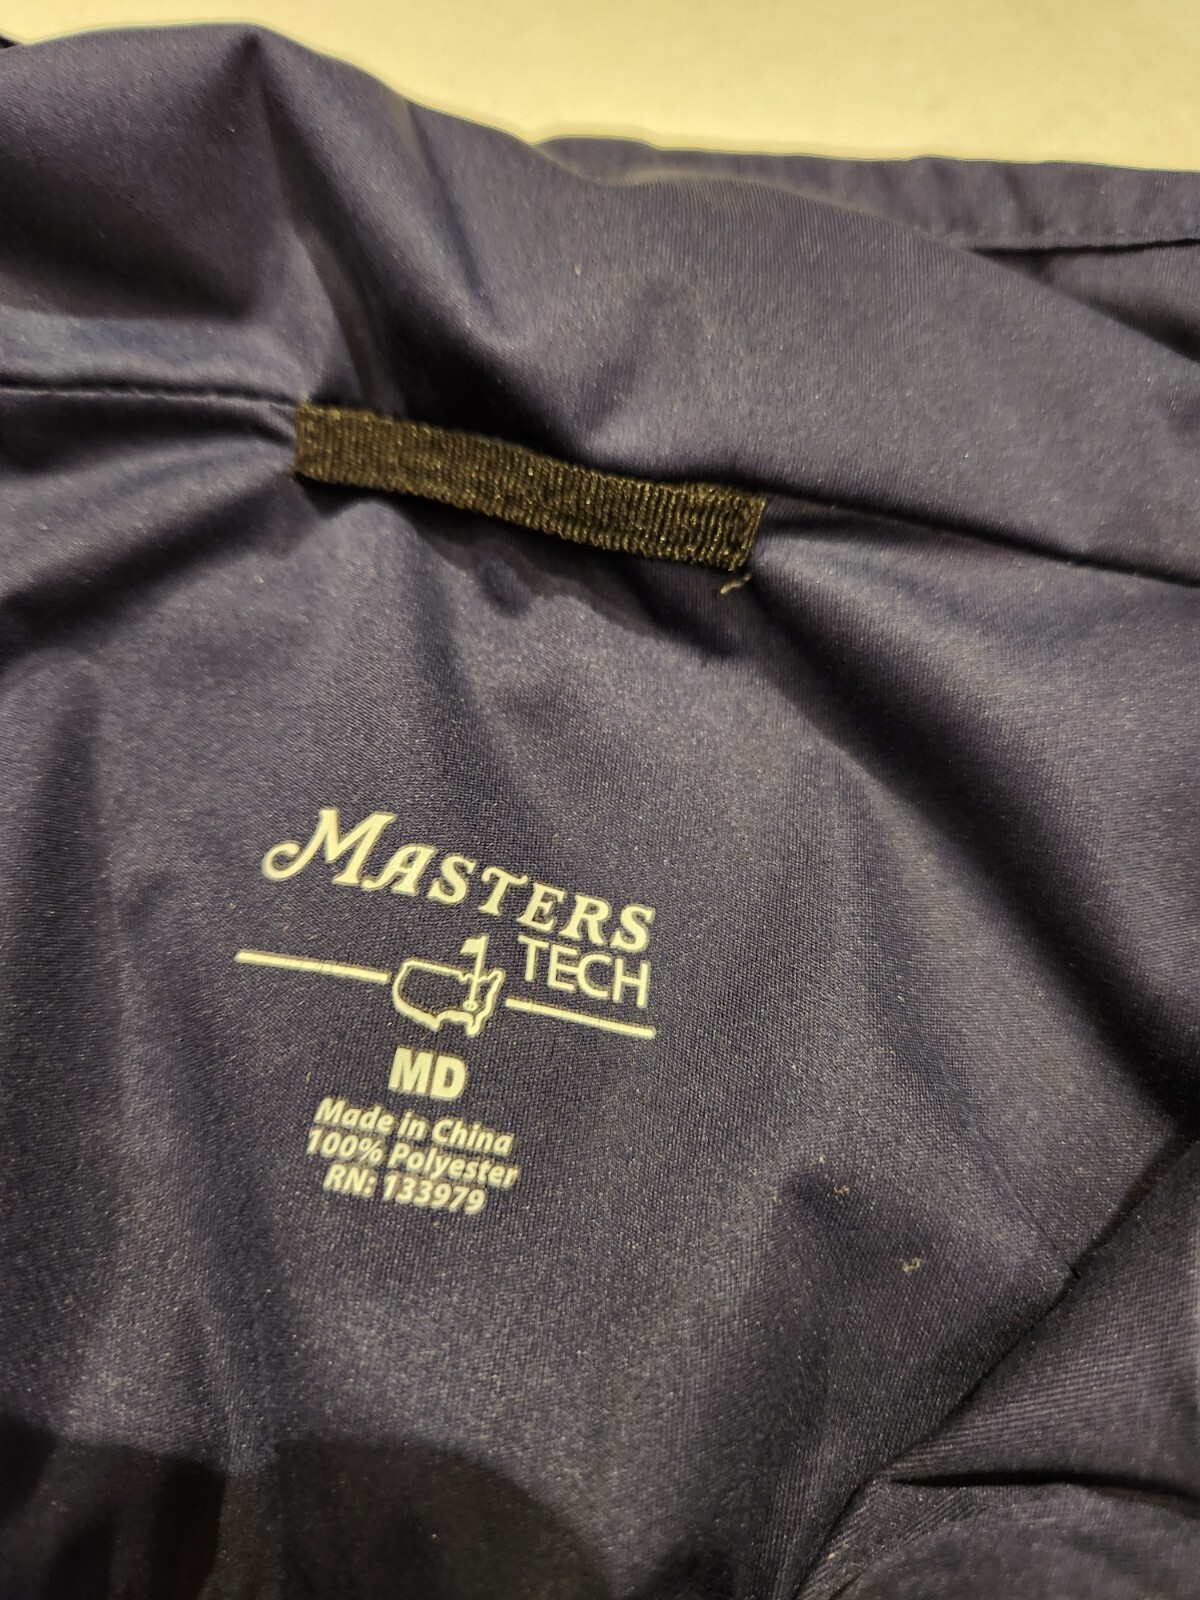 MASTERS
TECH
MD
Made in China
100% Polyester
RN: 133979